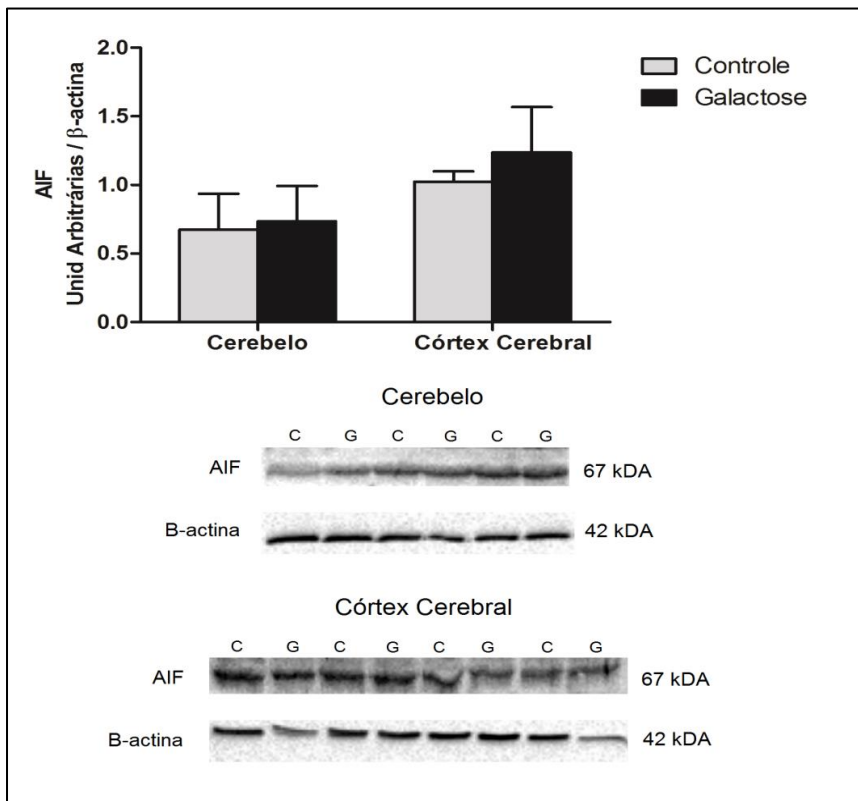 2.0
1.5
1.0
0.5
0.0
AIF
Unid Arbitrárias / β-actina
Cerebelo Córtex Cerebral
Controle
Galactose
Cerebelo
C G C G C G
AIF 67 kDA
B-actina 42 kDA
Córtex Cerebral
C G C G C G C G
AIF 67 kDA
B-actina 42 kDA